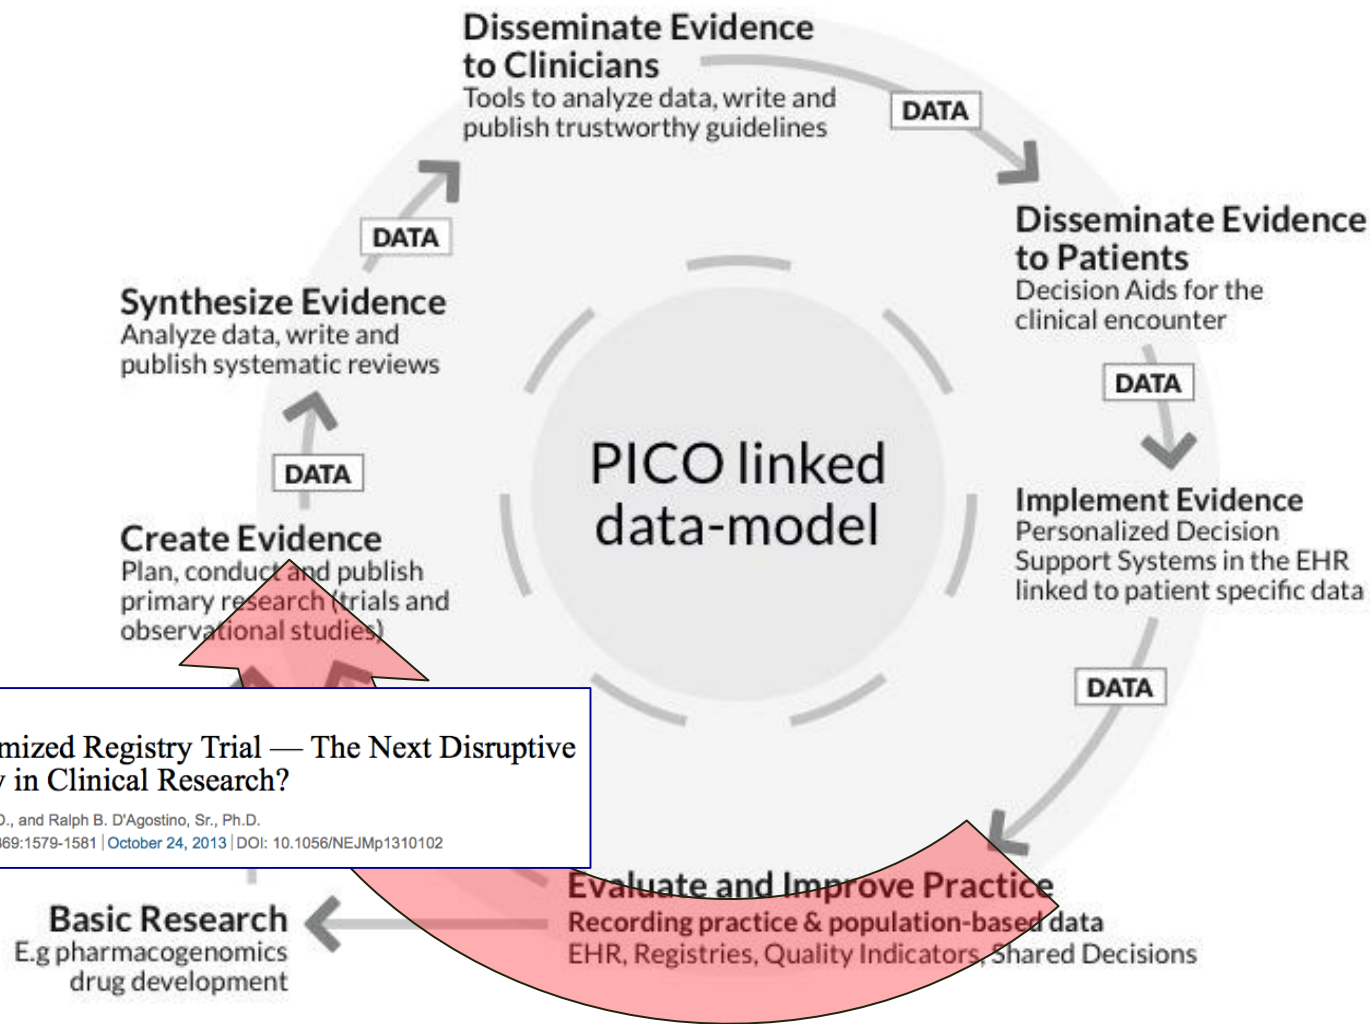 Disseminate Evidence
to Clinicians
Tools to analyze data, write and
publish trustworthy guidelines
DATA
Disseminate Evidence
to Patients
Decision Aids for the
clinical encounter
DATA
Implement Evidence
Personalized Decision
Support Systems in the EHR
linked to patient specific data
DATA
Evaluate and Improve Practice
Recording practice & population-based data
EHR, Registries, Quality Indicators, Shared Decisions
Basic Research
E.g pharmacogenomics
drug development
Create Evidence
Plan, conduct and publish
primary research (trials and
observational studies)
DATA
Synthesize Evidence
Analyze data, write and
publish systematic reviews
DATA
PICO linked
data-model
mized Registry Trial — The Next Disruptive
in Clinical Research?
D., and Ralph B. D'Agostino, Sr., Ph.D.
369:1579-1581 | October 24, 2013 | DOI: 10.1056/NEJMp1310102